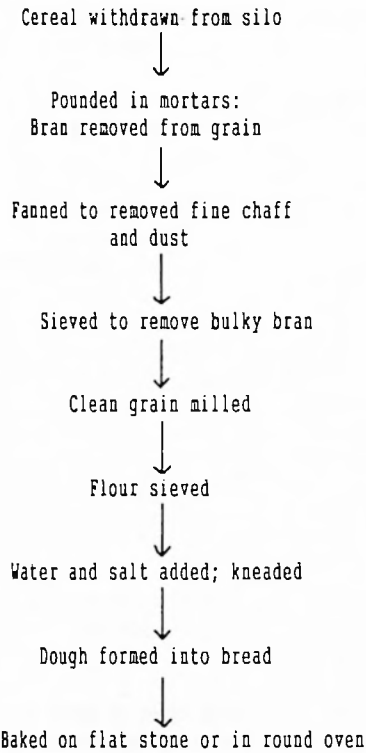 Cereal withdrawn from silo
Pounded in mortars:
Bran removed from grain
Fanned to removed fine chaff
and dust
Sieved to remove bulky bran
Clean grain milled
Flour sieved
Water and salt added; kneaded
Dough formed into bread
Baked on flat stone or in round oven